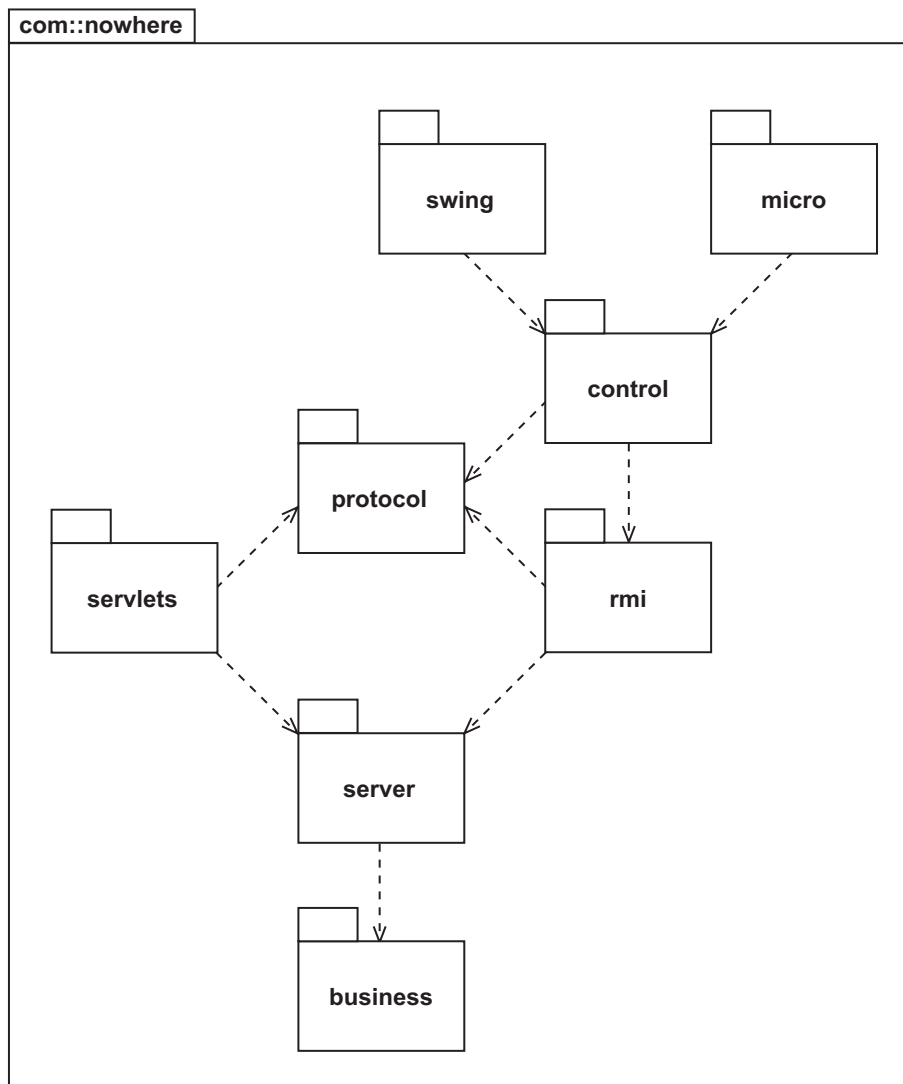 com::nowhere
swing
micro
control
protocol
servlets
rmi
server
business